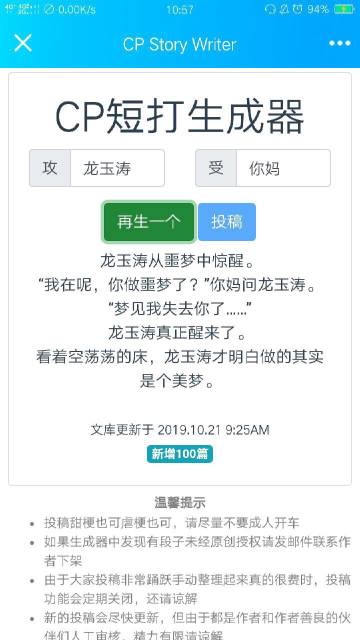 0.00K/s
10:57
94%
CP Story Writer
CP短打生成器
攻 龙玉涛 受 你妈
再生一个 投稿
龙玉涛从噩梦中惊醒。
“我在呢，你做噩梦了？”你妈问龙玉涛。
“梦见我失去你了……”
龙玉涛真正醒来了。
看着空荡荡的床，龙玉涛才明白做的其实
是个美梦。
文库更新于 2019.10.21 9:25AM
新增100篇
温馨提示
投稿甜梗也可虐梗也可，请尽量不要成人开车
如果生成器中发现有段子未经原创授权请发邮件联系作
者下架
由于大家投稿非常踊跃手动整理起来真的很费时，投稿
功能会定期关闭，还请谅解
新的投稿会尽快更新，但由于都是作者和作者善良的伙
伴们人工审核，精力有限请谅解